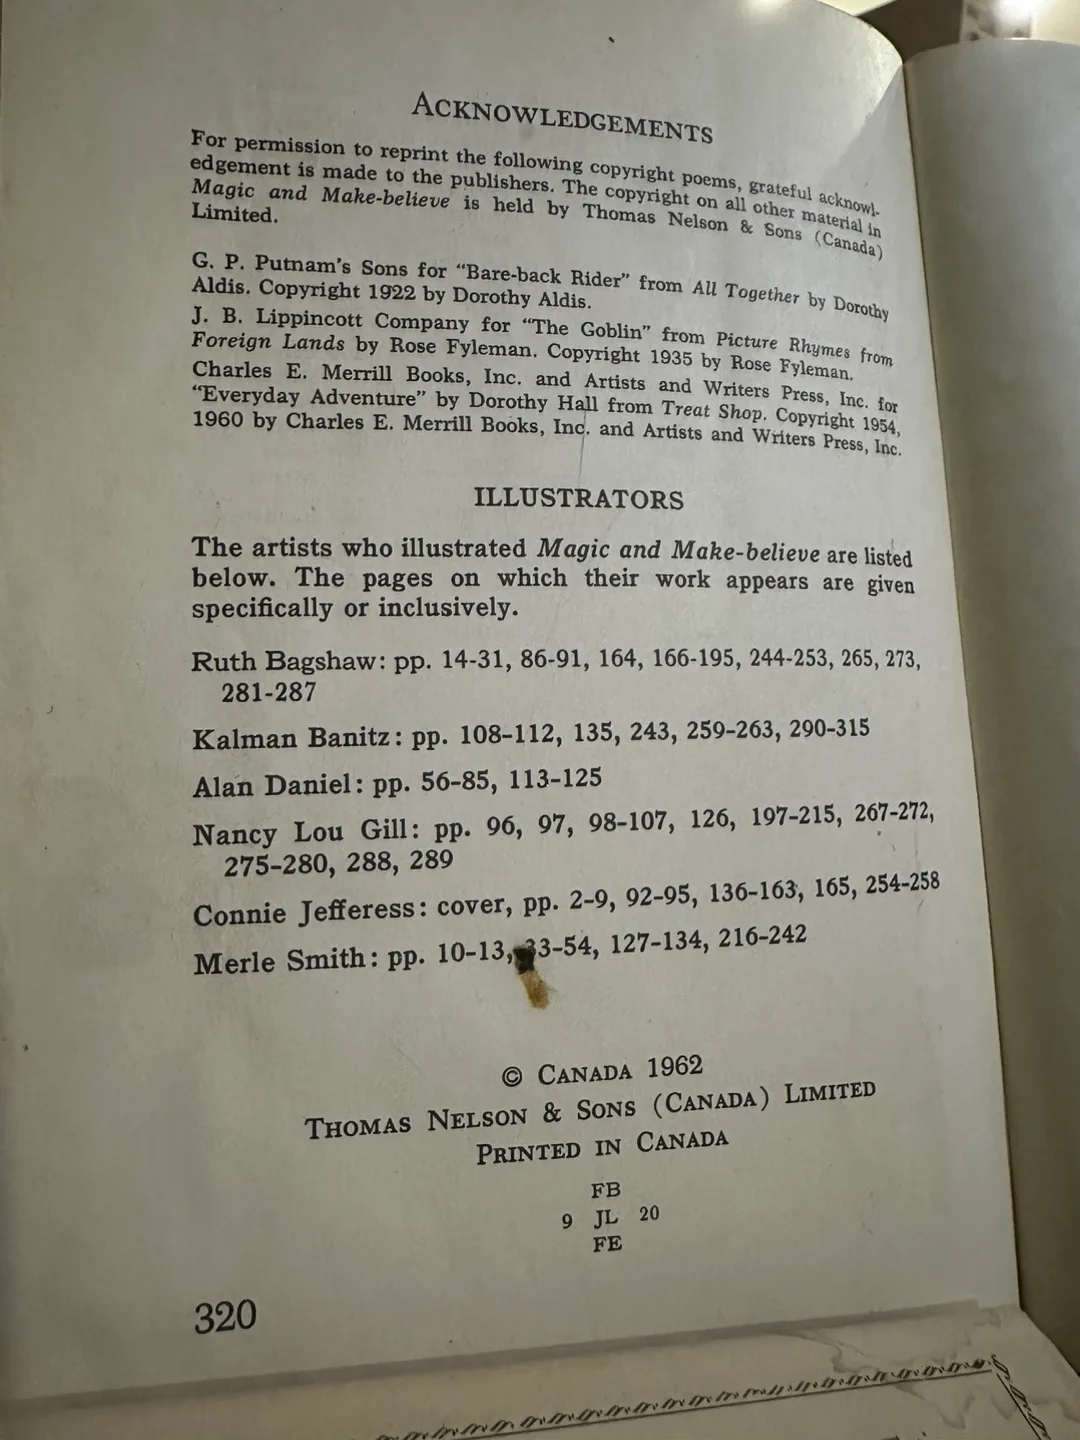 ACKNOWLEDGEMENTS
For permission to reprint the following copyright poems, grateful acknowl-
edgement is made to the publishers. The copyright on all other material in
Magic and Make-believe is held by Thomas Nelson & Sons (Canada)
Limited.
G. P. Putnam's Sons for “Bare-back Rider” from All Together by Dorothy
Aldis. Copyright 1922 by Dorothy Aldis.
J. B. Lippincott Company for “The Goblin” from Picture Rhymes from
Foreign Lands by Rose Fyleman. Copyright 1935 by Rose Fyleman.
Charles E. Merrill Books, Inc. and Artists and Writers Press, Inc. for
“Everyday Adventure” by Dorothy Hall from Treat Shop. Copyright 1954,
1960 by Charles E. Merrill Books, Inc. and Artists and Writers Press, Inc.
ILLUSTRATORS
The artists who illustrated Magic and Make-believe are listed
below. The pages on which their work appears are given
specifically or inclusively.
Ruth Bagshaw: pp. 14-31, 86-91, 164, 166-195, 244-253, 265, 273,
281-287
Kalman Banitz: pp. 108-112, 135, 243, 259-263, 290-315
Alan Daniel: pp. 56-85, 113-125
Nancy Lou Gill: pp. 96, 97, 98-107, 126, 197-215, 267-272,
275-280, 288, 289
Connie Jefferess: cover, pp. 2-9, 92-95, 136-163, 165, 254-258
Merle Smith: pp. 10-13, 33-54, 127-134, 216-242
© CANADA 1962
THOMAS NELSON & SONS (CANADA) LIMITED
PRINTED IN CANADA
FB
9 JL 20
FE
320